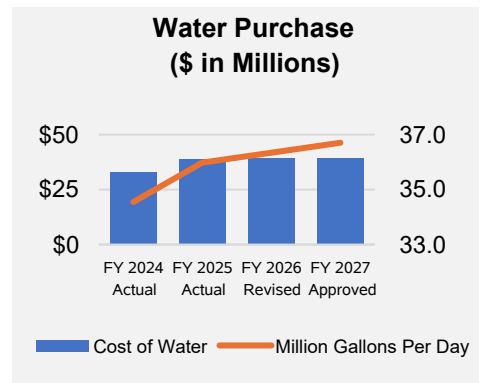 Water Purchase
($ in Millions)
$50
37.0
$25
35.0
$0
33.0
FY 2024 FY 2025 FY 2026 FY 2027
Actual Actual Revised Approved
Cost of Water Million Gallons Per Day